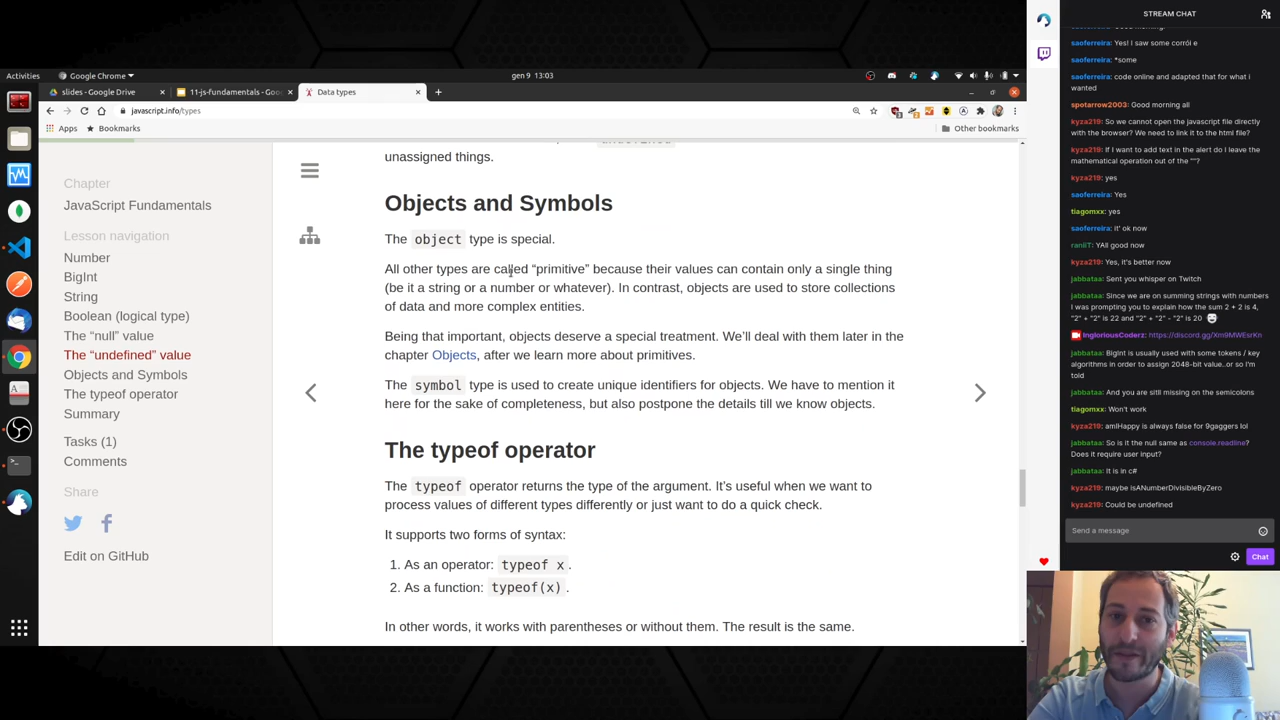 STREAM CHAT
saoferreira: Yes! I saw some corrói e
saoferreira: *some
saoferreira: code online and adapted that for what i
wanted
spotarrow2003: Good morning all
kyza219: So we cannot open the javascript file directly
with the browser? We need to link it to the html file?
kyza219: If I want to add text in the alert do I leave the
mathematical operation out of the ""?
kyza219: yes
saoferreira: Yes
tiagomxx: yes
saoferreira: it' ok now
raniiT: YAll good now
kyza219: Yes, it's better now
jabbataa: Sent you whisper on Twitch
jabbataa: Since we are on summing strings with numbers
I was prompting you to explain how the sum 2 + 2 is 4,
"2" + "2" is 22 and "2" + "2" - "2" is 20
IngloriousCoderz: https://discord.gg/Xm9MWEsrKn
jabbataa: BigInt is usually used with some tokens / key
algorithms in order to assign 2048-bit value..or so I'm
told
jabbataa: And you are sitll missing on the semicolons
tiagomxx: Won't work
kyza219: amIHappy is always false for 9gaggers lol
jabbataa: So is it the null same as console.readline?
Does it require user input?
jabbataa: It is in c#
kyza219: maybe isANumberDivisibleByZero
kyza219: Could be undefined
Send a message
Chat
Activities
Google Chrome
gen 9 13:03
slides - Google Drive
11-js-fundamentals - Goo
Data types
javascript.info/types
Apps
Bookmarks
Other bookmarks
Chapter
JavaScript Fundamentals
Lesson navigation
Number
BigInt
String
Boolean (logical type)
The “null” value
The “undefined” value
Objects and Symbols
The typeof operator
Summary
Tasks (1)
Comments
Share
Edit on GitHub
unassigned things.
Objects and Symbols
The object type is special.
All other types are called “primitive” because their values can contain only a single thing
(be it a string or a number or whatever). In contrast, objects are used to store collections
of data and more complex entities.
Being that important, objects deserve a special treatment. We’ll deal with them later in the
chapter Objects, after we learn more about primitives.
The symbol type is used to create unique identifiers for objects. We have to mention it
here for the sake of completeness, but also postpone the details till we know objects.
The typeof operator
The typeof operator returns the type of the argument. It’s useful when we want to
process values of different types differently or just want to do a quick check.
It supports two forms of syntax:
1. As an operator: typeof x.
2. As a function: typeof(x).
In other words, it works with parentheses or without them. The result is the same.